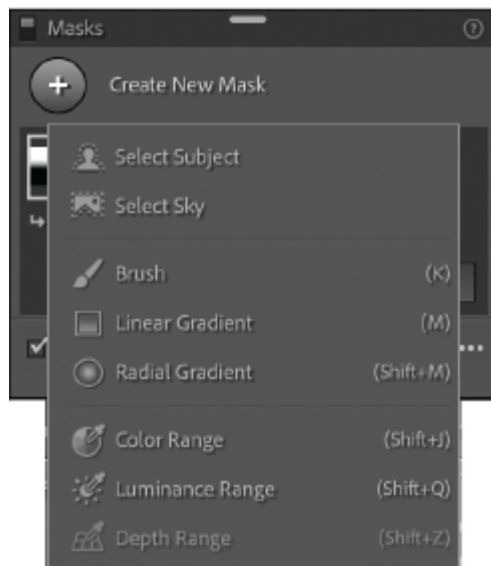 Masks
Create New Mask
Select Subject
Select Sky
Brush (K)
Linear Gradient (M)
Radial Gradient (Shift+M)
Color Range (Shift+J)
Luminance Range (Shift+Q)
Depth Range (Shift+Z)